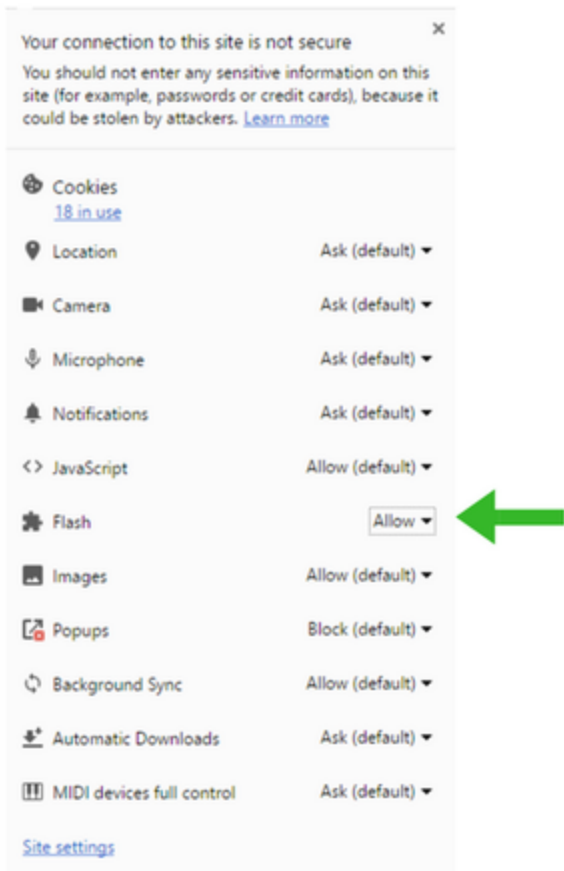 Your connection to this site is not secure
You should not enter any sensitive information on this
site (for example, passwords or credit cards), because it
could be stolen by attackers. Learn more
Cookies
18 in use
Location Ask (default)
Camera Ask (default)
Microphone Ask (default)
Notifications Ask (default)
JavaScript Allow (default)
Flash Allow
Images Allow (default)
Popups Block (default)
Background Sync Allow (default)
Automatic Downloads Ask (default)
MIDI devices full control Ask (default)
Site settings